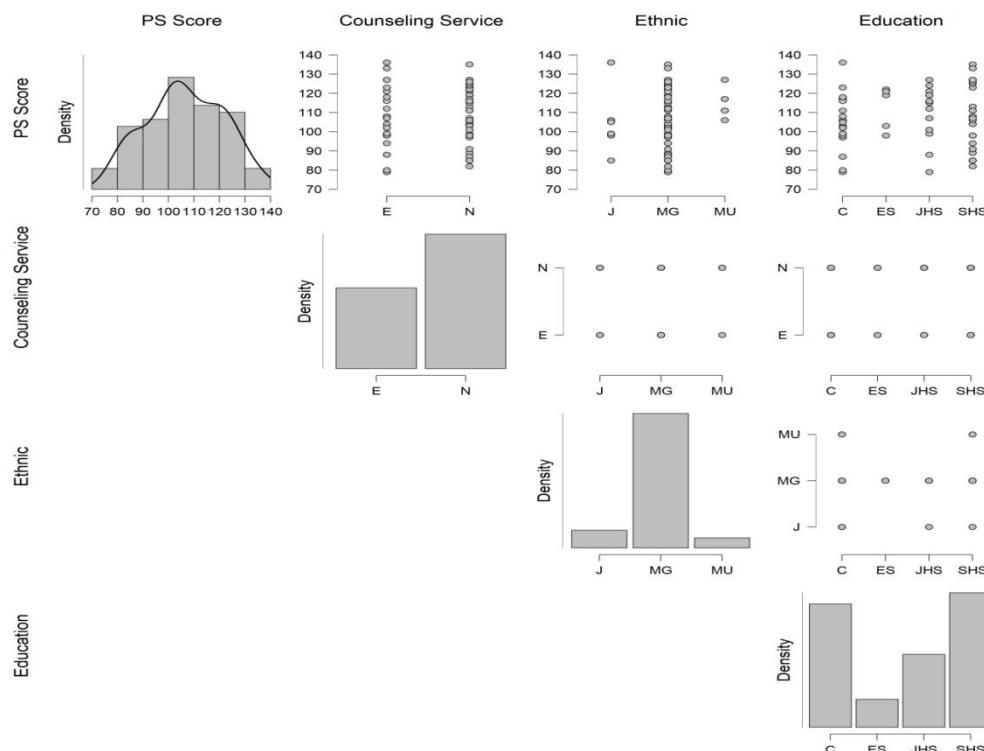 PS Score
Counseling Service
Ethnic
Education
PS Score
Density
70 80 90 100 110 120 130 140
140
130
120
110
100
90
80
70
E N
140
130
120
110
100
90
80
70
J MG MU
140
130
120
110
100
90
80
70
C ES JHS SHS
Counseling Service
Density
E N
N
E
J MG MU
N
E
C ES JHS SHS
Ethnic
Density
J MG MU
MU
MG
J
C ES JHS SHS
Education
Density
C ES JHS SHS